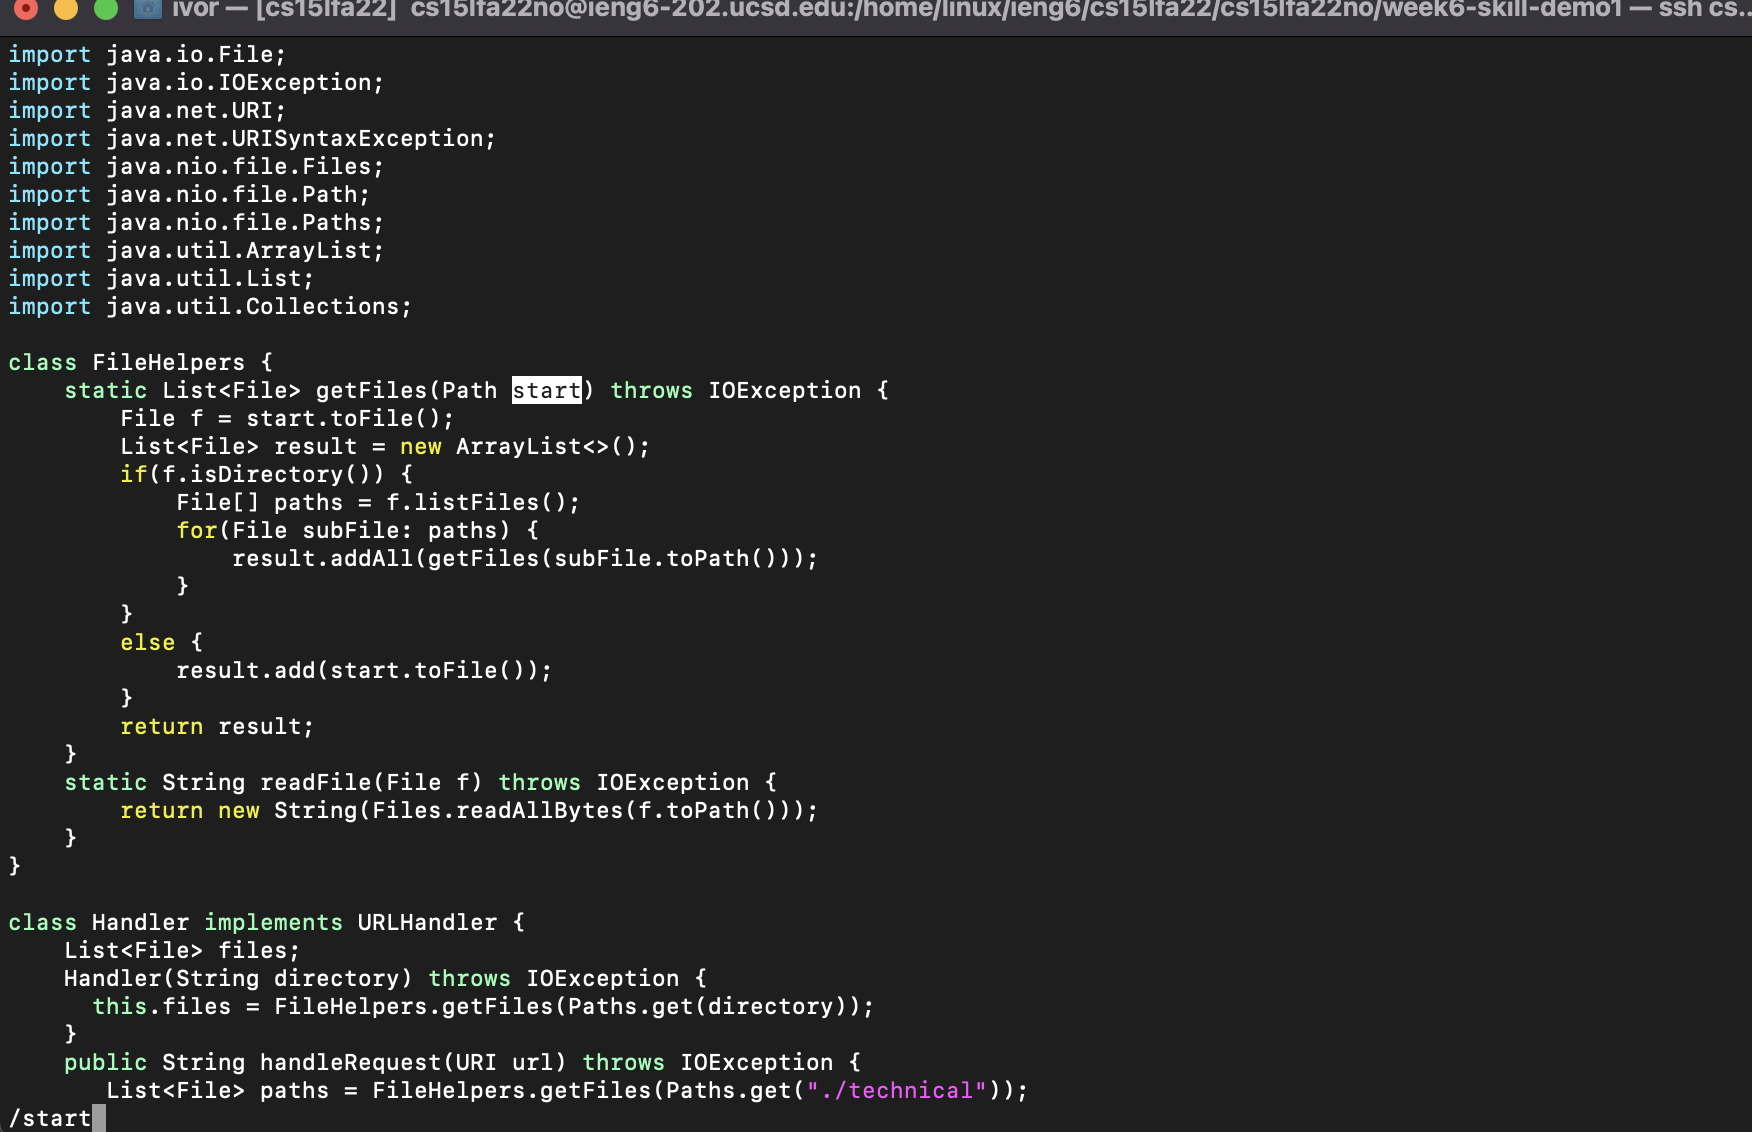 ivor — [cs15lfa22] cs15lfa22no@ieng6-202.ucsd.edu:/home/linux/ieng6/cs15lfa22/cs15lfa22no/week6-skill-demo1 — ssh cs...
import java.io.File;
import java.io.IOException;
import java.net.URI;
import java.net.URISyntaxException;
import java.nio.file.Files;
import java.nio.file.Path;
import java.nio.file.Paths;
import java.util.ArrayList;
import java.util.List;
import java.util.Collections;

class FileHelpers {
    static List<File> getFiles(Path start) throws IOException {
        File f = start.toFile();
        List<File> result = new ArrayList<>();
        if(f.isDirectory()) {
            File[] paths = f.listFiles();
            for(File subFile: paths) {
                result.addAll(getFiles(subFile.toPath()));
            }
        }
        else {
            result.add(start.toFile());
        }
        return result;
    }
    static String readFile(File f) throws IOException {
        return new String(Files.readAllBytes(f.toPath()));
    }
}

class Handler implements URLHandler {
    List<File> files;
    Handler(String directory) throws IOException {
      this.files = FileHelpers.getFiles(Paths.get(directory));
    }
    public String handleRequest(URI url) throws IOException {
       List<File> paths = FileHelpers.getFiles(Paths.get("./technical"));
/start